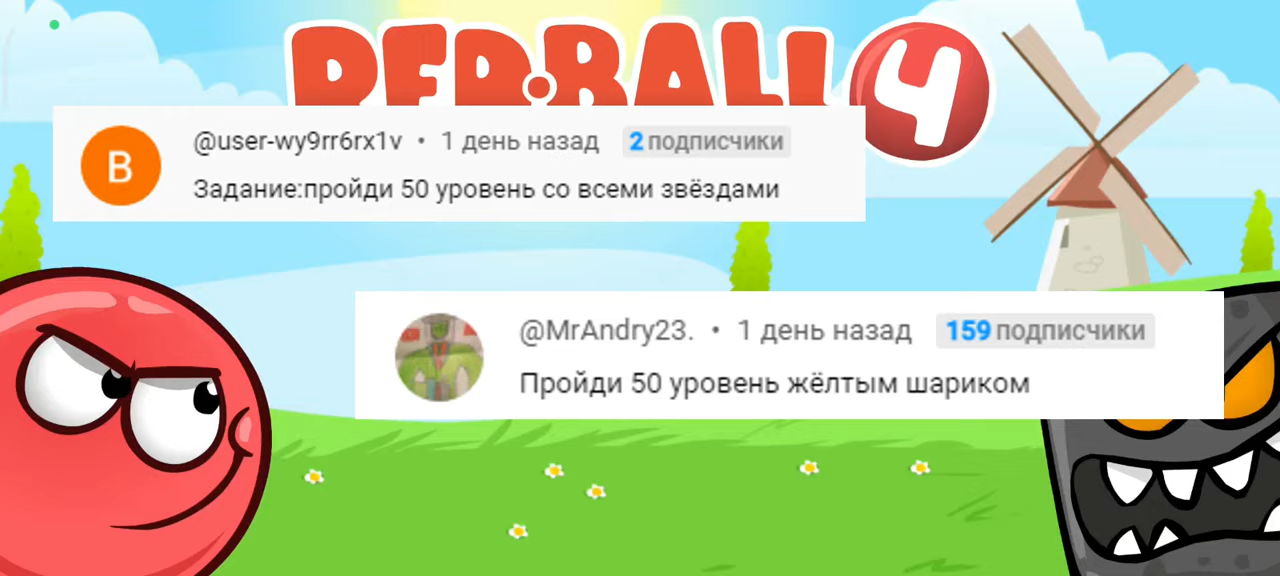 RED BALL 4
@user-wy9rr6rx1v • 1 день назад 2 подписчики
В
Задание:пройди 50 уровень со всеми звёздами
@MrAndry23. • 1 день назад 159 подписчики
Пройди 50 уровень жёлтым шариком